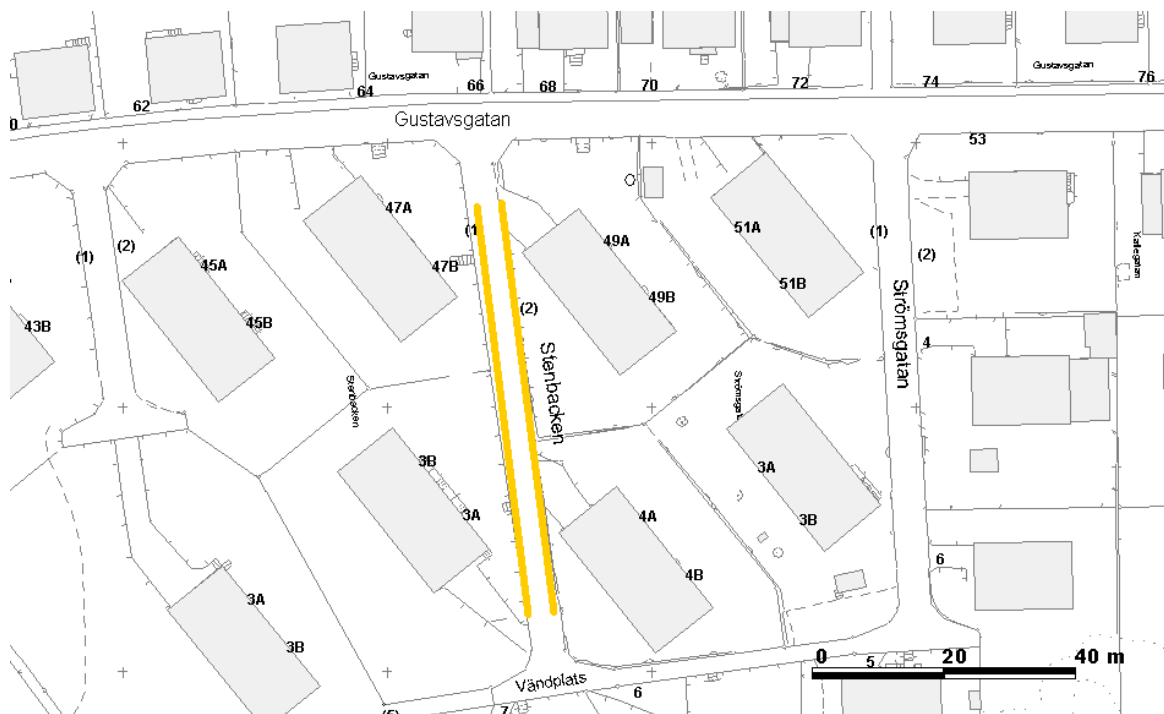 Gustavsgatan
Gustavsgatan
62
64
66
68
70
72
74
76
0
Gustavsgatan
53
47A
51A
49A
(1)
(2)
(1)
(2)
45A
47B
51B
49B
(2)
43B
45B
Strömsgatan
4
Stenbacken
Stenbacken
3B
3A
3A
4A
3B
4B
6
3A
3B
0
20
40 m
5
Vändplats
6
7